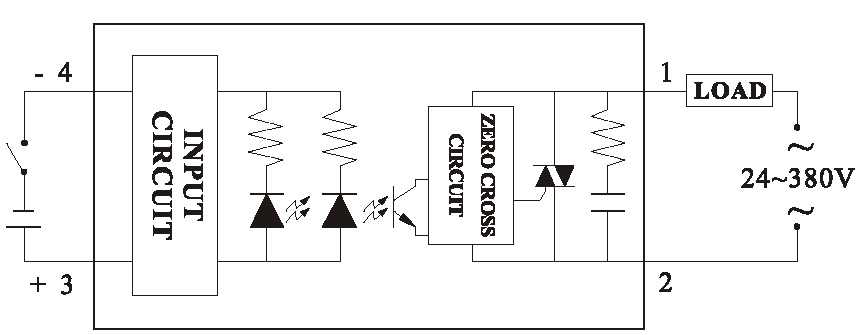 - 4
+ 3
INPUT
CIRCUIT
ZERO CROSS
CIRCUIT
1
LOAD
~
24~380V
~
2